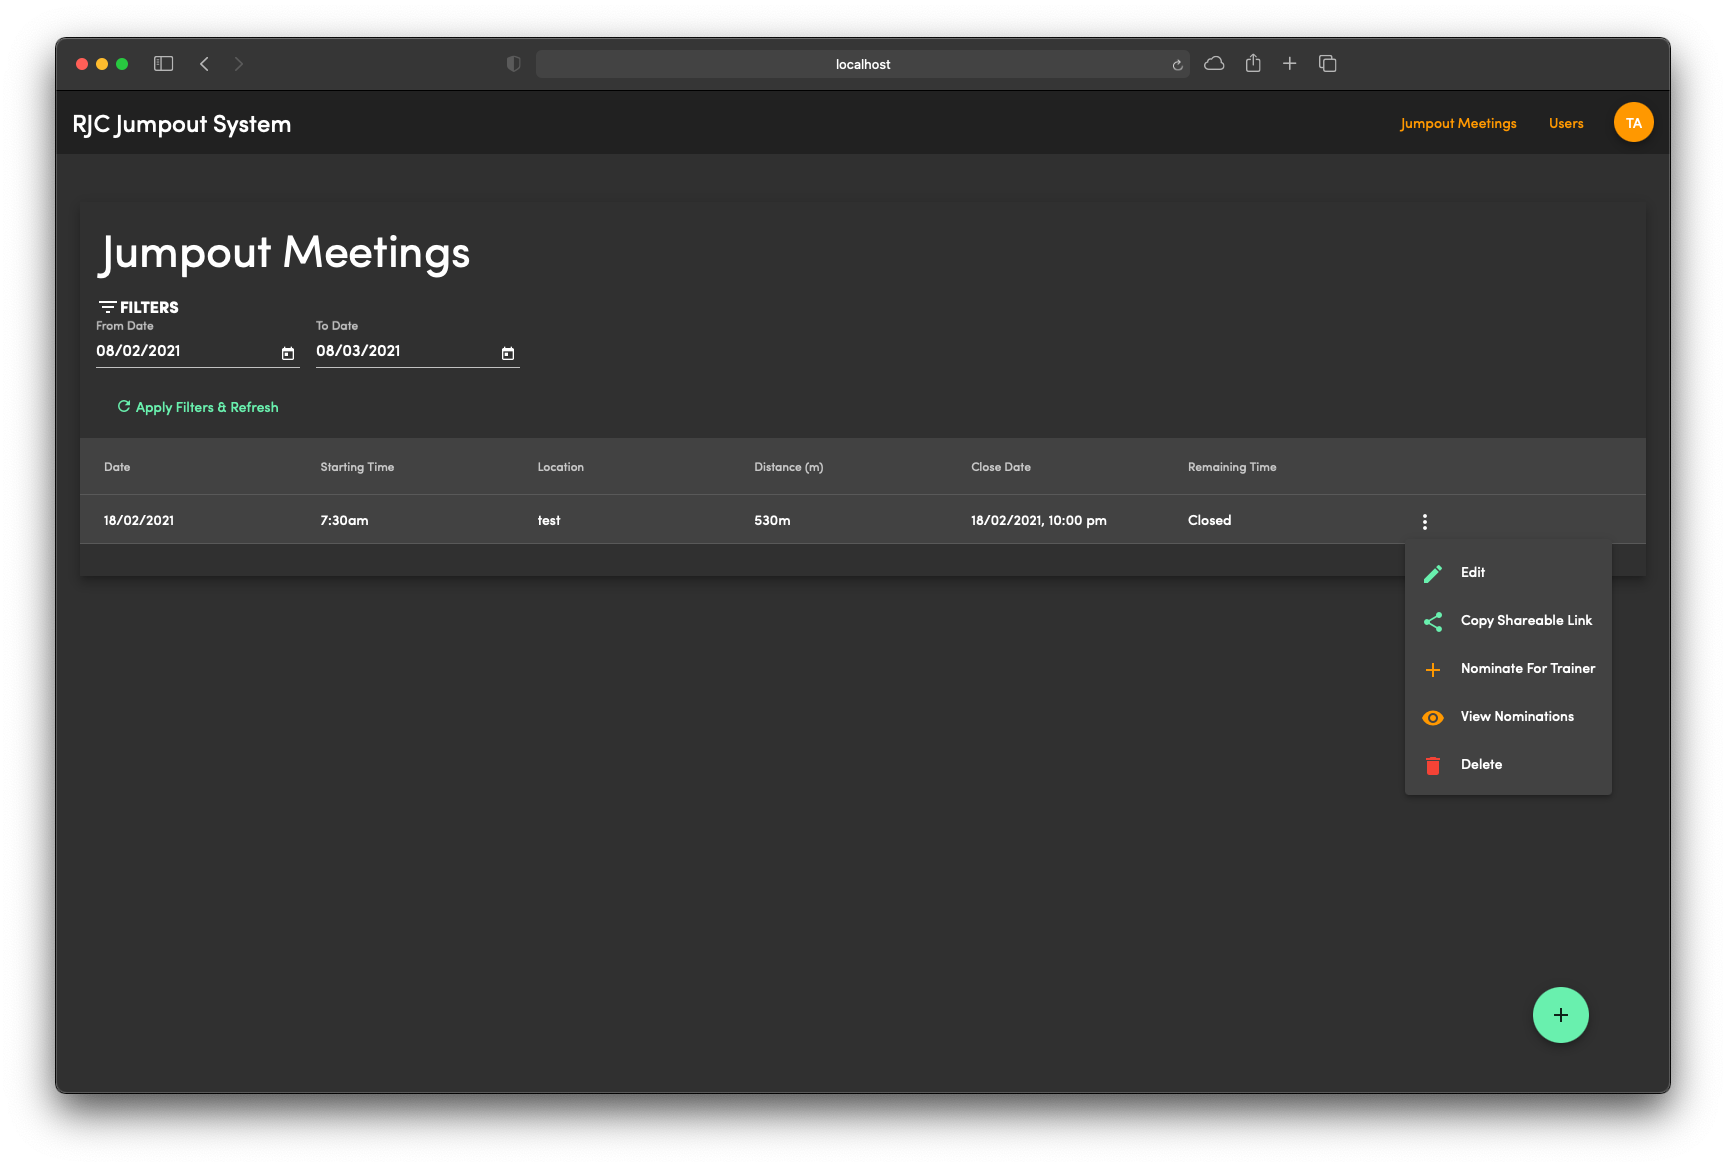 localhost
RJC Jumpout System
Jumpout Meetings Users TA
Jumpout Meetings
FILTERS
From Date To Date
08/02/2021 08/03/2021
Apply Filters & Refresh
Date Starting Time Location Distance (m) Close Date Remaining Time
18/02/2021 7:30am test 530m 18/02/2021, 10:00 pm Closed
Edit
Copy Shareable Link
Nominate For Trainer
View Nominations
Delete